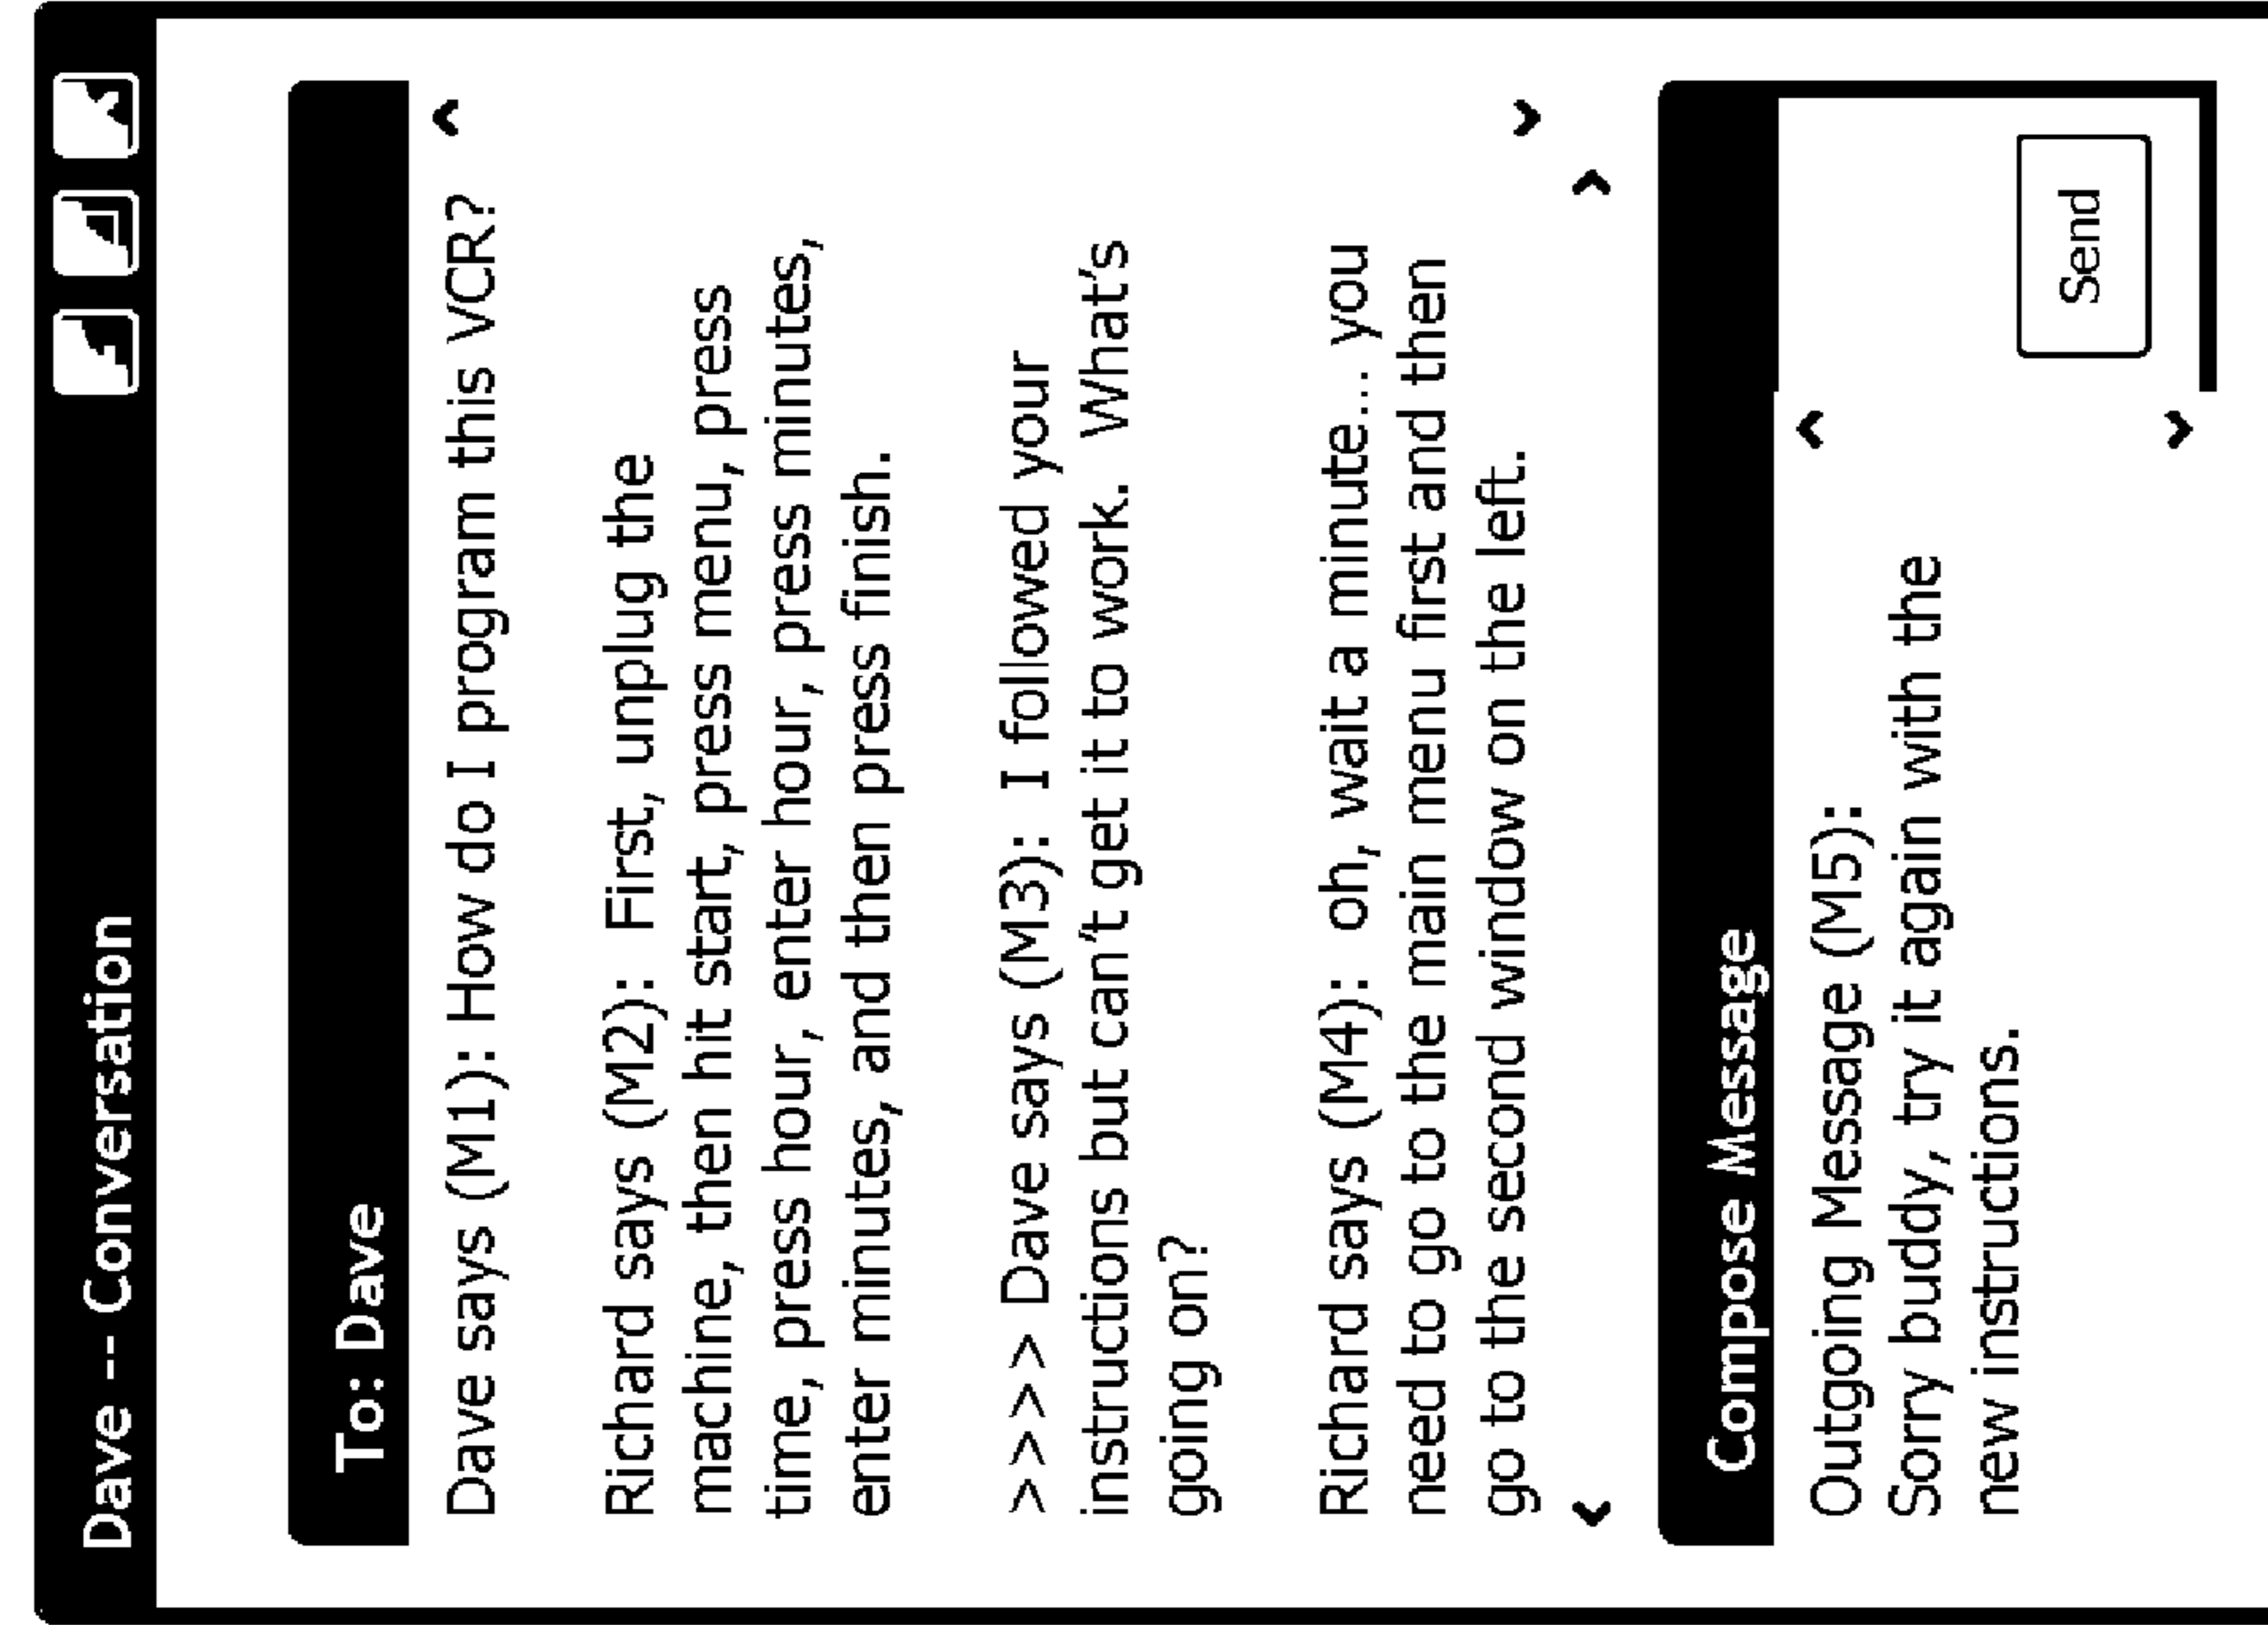 Dave -- Conversation
To: Dave
Dave says (M1): How do I program this VCR?
Richard says (M2):  First, unplug the
machine, then hit start, press menu, press
time, press hour, enter hour, press minutes,
enter minutes, and then press finish.
>>>> Dave says (M3): I followed your
instructions but can't get it to work.  What's
going on?
Richard says (M4):  oh, wait a minute... you
need to go to the main menu first and then
go to the second window on the left.
Compose Message
Outgoing Message (M5):
Sorry buddy, try it again with the
new instructions.
Send